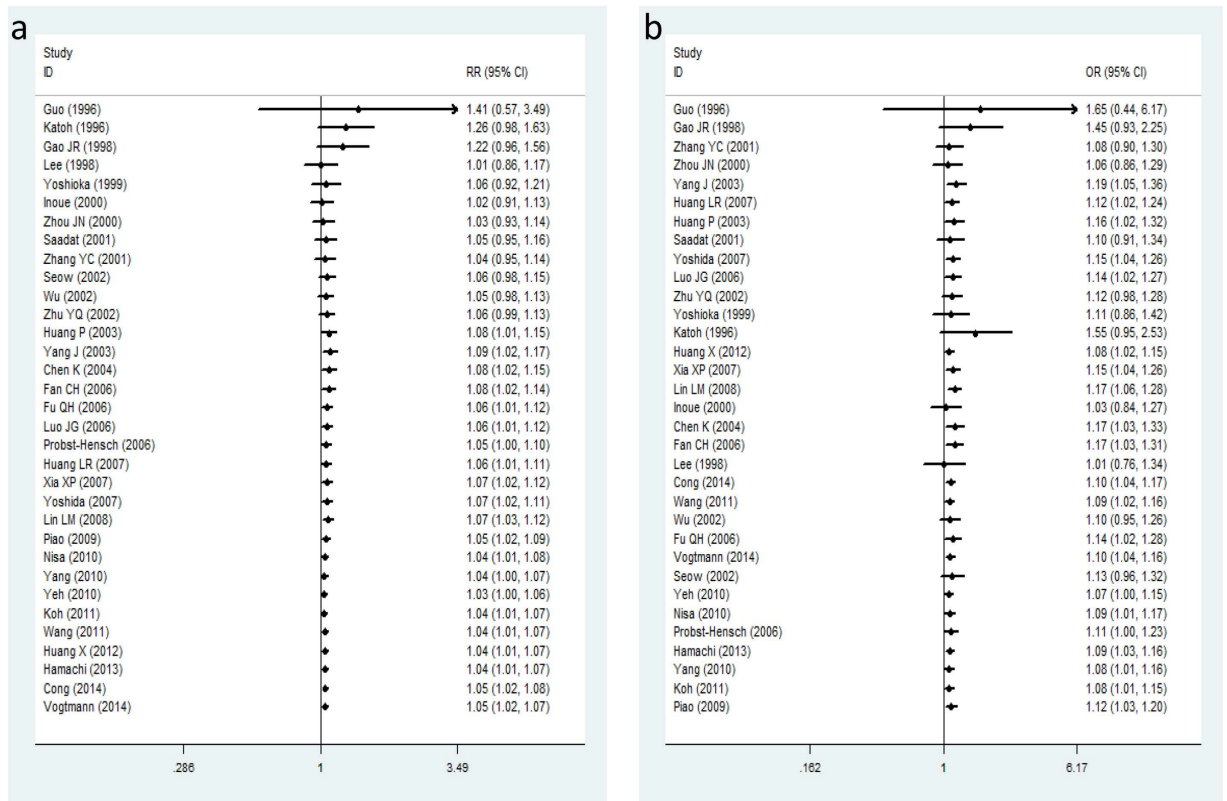 a
Study
ID RR (95% CI)
Guo (1996) 1.41 (0.57, 3.49)
Katoh (1996) 1.26 (0.98, 1.63)
Gao JR (1998) 1.22 (0.96, 1.56)
Lee (1998) 1.01 (0.86, 1.17)
Yoshioka (1999) 1.06 (0.92, 1.21)
Inoue (2000) 1.02 (0.91, 1.13)
Zhou JN (2000) 1.03 (0.93, 1.14)
Saadat (2001) 1.05 (0.95, 1.16)
Zhang YC (2001) 1.04 (0.95, 1.14)
Seow (2002) 1.06 (0.98, 1.15)
Wu (2002) 1.05 (0.98, 1.13)
Zhu YQ (2002) 1.06 (0.99, 1.13)
Huang P (2003) 1.08 (1.01, 1.15)
Yang J (2003) 1.09 (1.02, 1.17)
Chen K (2004) 1.08 (1.02, 1.15)
Fan CH (2006) 1.08 (1.02, 1.14)
Fu QH (2006) 1.06 (1.01, 1.12)
Luo JG (2006) 1.06 (1.01, 1.12)
Probst-Hensch (2006) 1.05 (1.00, 1.10)
Huang LR (2007) 1.06 (1.01, 1.11)
Xia XP (2007) 1.07 (1.02, 1.12)
Yoshida (2007) 1.07 (1.02, 1.11)
Lin LM (2008) 1.07 (1.03, 1.12)
Piao (2009) 1.05 (1.02, 1.09)
Nisa (2010) 1.04 (1.01, 1.08)
Yang (2010) 1.04 (1.00, 1.07)
Yeh (2010) 1.03 (1.00, 1.06)
Koh (2011) 1.04 (1.01, 1.07)
Wang (2011) 1.04 (1.01, 1.07)
Huang X (2012) 1.04 (1.01, 1.07)
Hamachi (2013) 1.04 (1.01, 1.07)
Cong (2014) 1.05 (1.02, 1.08)
Vogtmann (2014) 1.05 (1.02, 1.07)
.286 1 3.49
b
Study
ID OR (95% CI)
Guo (1996) 1.65 (0.44, 6.17)
Gao JR (1998) 1.45 (0.93, 2.25)
Zhang YC (2001) 1.08 (0.90, 1.30)
Zhou JN (2000) 1.06 (0.86, 1.29)
Yang J (2003) 1.19 (1.05, 1.36)
Huang LR (2007) 1.12 (1.02, 1.24)
Huang P (2003) 1.16 (1.02, 1.32)
Saadat (2001) 1.10 (0.91, 1.34)
Yoshida (2007) 1.15 (1.04, 1.26)
Luo JG (2006) 1.14 (1.02, 1.27)
Zhu YQ (2002) 1.12 (0.98, 1.28)
Yoshioka (1999) 1.11 (0.86, 1.42)
Katoh (1996) 1.55 (0.95, 2.53)
Huang X (2012) 1.08 (1.02, 1.15)
Xia XP (2007) 1.15 (1.04, 1.26)
Lin LM (2008) 1.17 (1.06, 1.28)
Inoue (2000) 1.03 (0.84, 1.27)
Chen K (2004) 1.17 (1.03, 1.33)
Fan CH (2006) 1.17 (1.03, 1.31)
Lee (1998) 1.01 (0.76, 1.34)
Cong (2014) 1.10 (1.04, 1.17)
Wang (2011) 1.09 (1.02, 1.16)
Wu (2002) 1.10 (0.95, 1.26)
Fu QH (2006) 1.14 (1.02, 1.28)
Vogtmann (2014) 1.10 (1.04, 1.16)
Seow (2002) 1.13 (0.96, 1.32)
Yeh (2010) 1.07 (1.00, 1.15)
Nisa (2010) 1.09 (1.01, 1.17)
Probst-Hensch (2006) 1.11 (1.00, 1.23)
Hamachi (2013) 1.09 (1.03, 1.16)
Yang (2010) 1.08 (1.01, 1.16)
Koh (2011) 1.08 (1.01, 1.15)
Piao (2009) 1.12 (1.03, 1.20)
.162 1 6.17